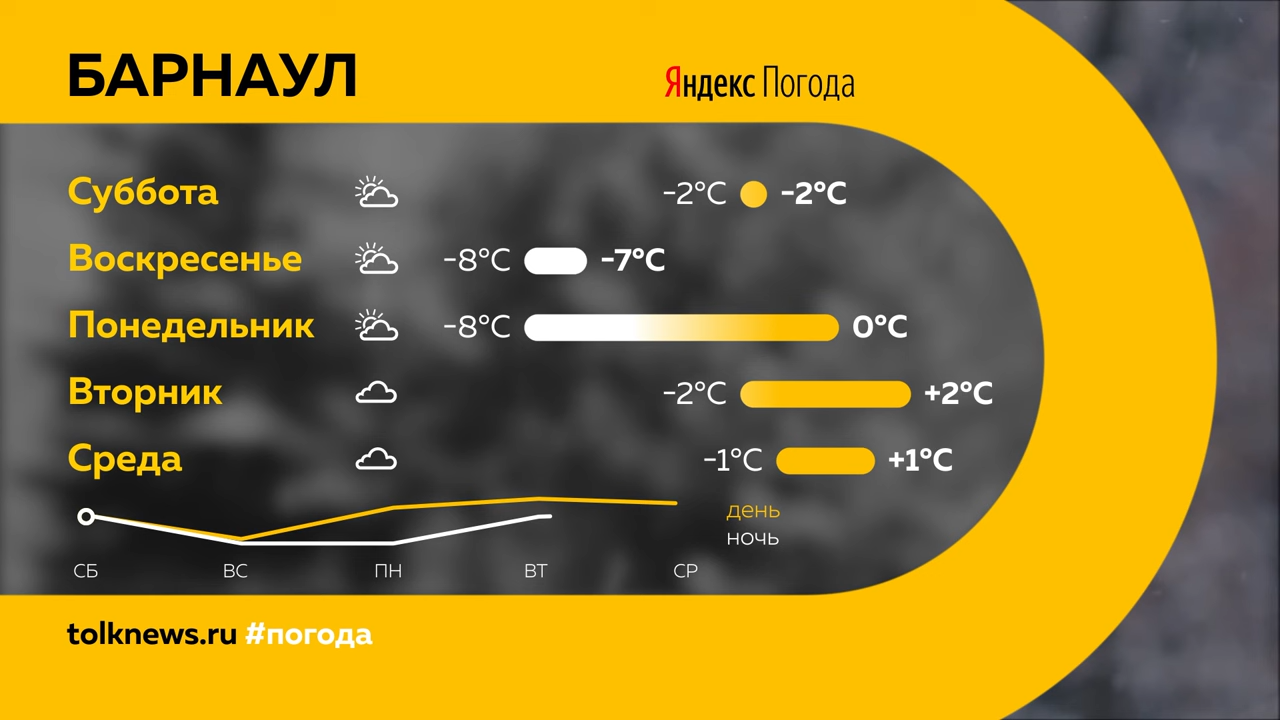 БАРНАУЛ
Яндекс Погода
Суббота -2°C -2°C
Воскресенье -8°C -7°C
Понедельник -8°C 0°C
Вторник -2°C +2°C
Среда -1°C +1°C
день
ночь
СБ ВС ПН ВТ СР
tolknews.ru #погода